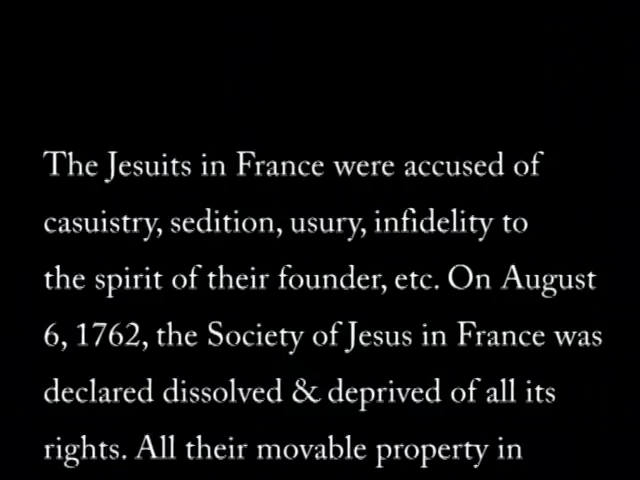 The Jesuits in France were accused of
casuistry, sedition, usury, infidelity to
the spirit of their founder, etc. On August
6, 1762, the Society of Jesus in France was
declared dissolved & deprived of all its
rights. All their movable property in